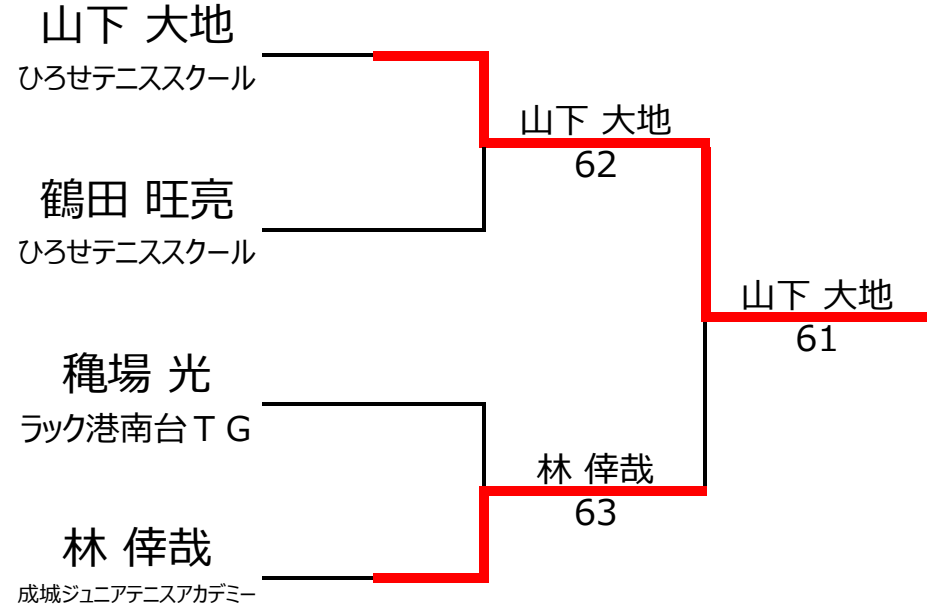 山下 大地
ひろせテニススクール
山下 大地
62
鶴田 旺亮
ひろせテニススクール
山下 大地
61
穐場 光
ラック港南台ＴＧ
林 倖哉
63
林 倖哉
成城ジュニアテニスアカデミー